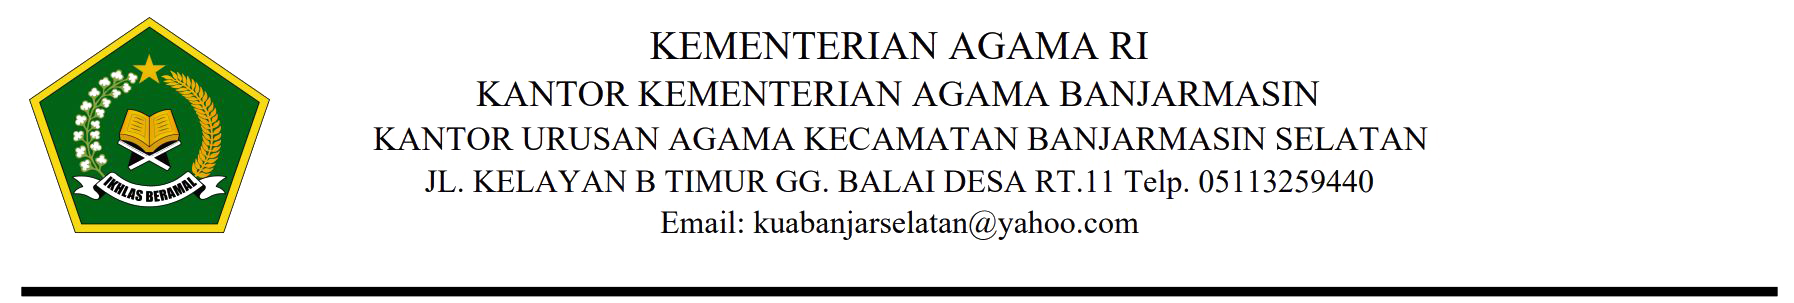 KEMENTERIAN AGAMA RI
KANTOR KEMENTERIAN AGAMA BANJARMASIN
KANTOR URUSAN AGAMA KECAMATAN BANJARMASIN SELATAN
JL. KELAYAN B TIMUR GG. BALAI DESA RT.11 Telp. 05113259440
Email: kuabanjarselatan@yahoo.com
IKHLAS BERAMAL